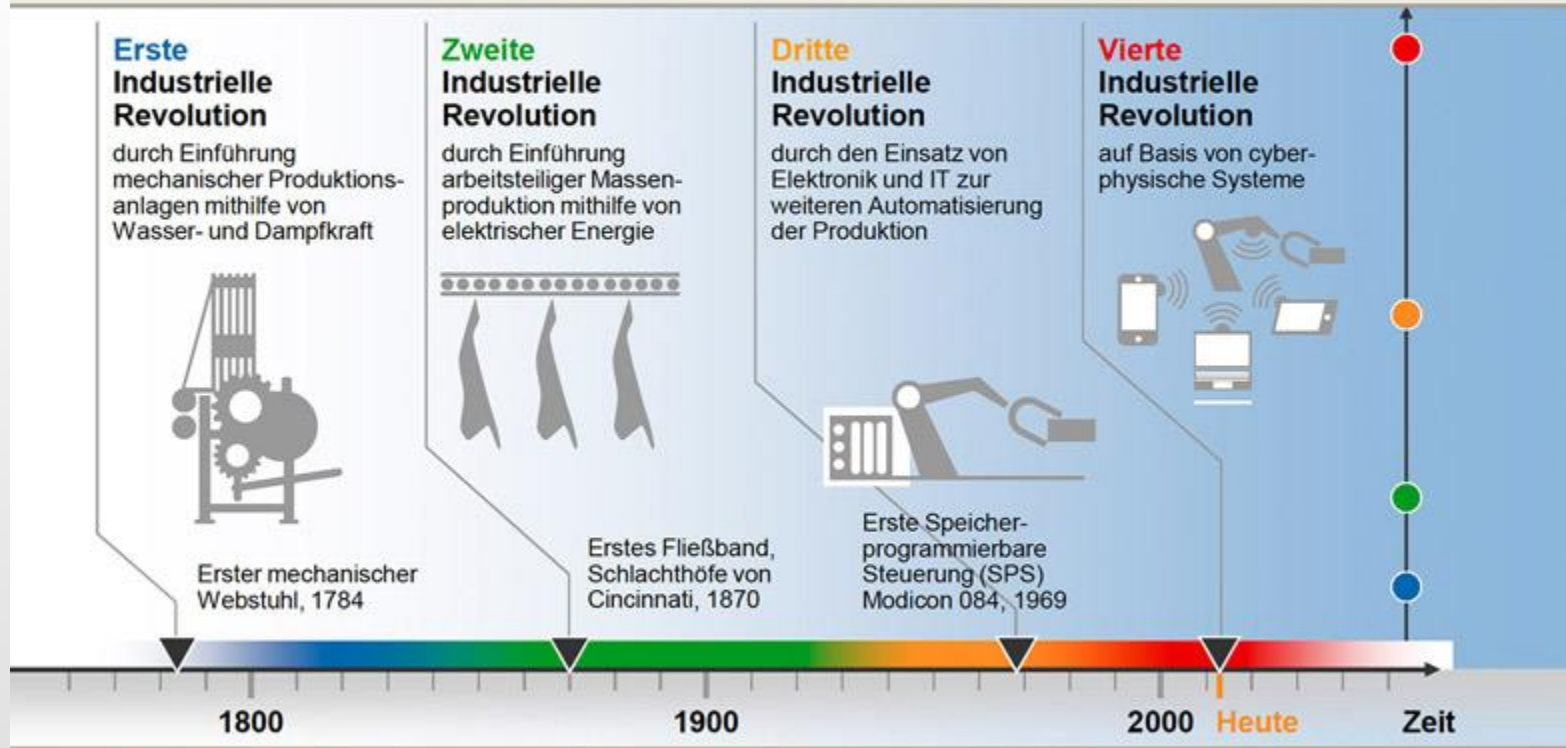 Erste
Industrielle
Revolution
durch Einführung
mechanischer Produktions-
anlagen mithilfe von
Wasser- und Dampfkraft
Erster mechanischer
Webstuhl, 1784
Zweite
Industrielle
Revolution
durch Einführung
arbeitsteiliger Massen-
produktion mithilfe von
elektrischer Energie
Erstes Fließband,
Schlachthöfe von
Cincinnati, 1870
Dritte
Industrielle
Revolution
durch den Einsatz von
Elektronik und IT zur
weiteren Automatisierung
der Produktion
Erste Speicher-
programmierbare
Steuerung (SPS)
Modicon 084, 1969
Vierte
Industrielle
Revolution
auf Basis von cyber-
physische Systeme
1800 1900 2000 Heute Zeit